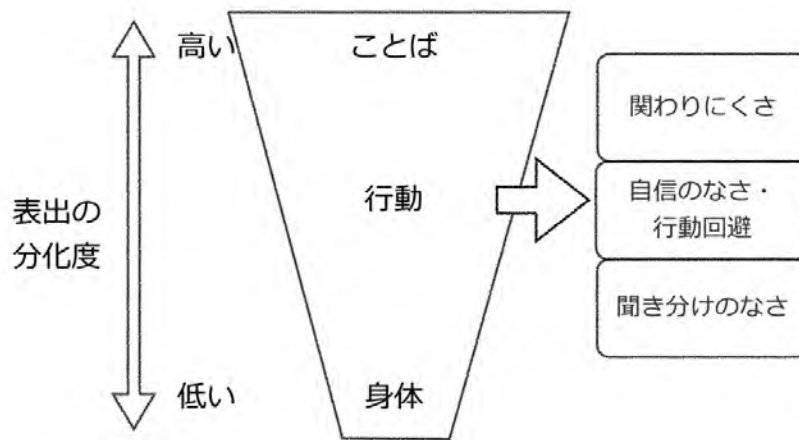 高い
ことば
関わりにくさ
表出の
分化度
行動
自信のなさ・
行動回避
聞き分けのなさ
低い
身体